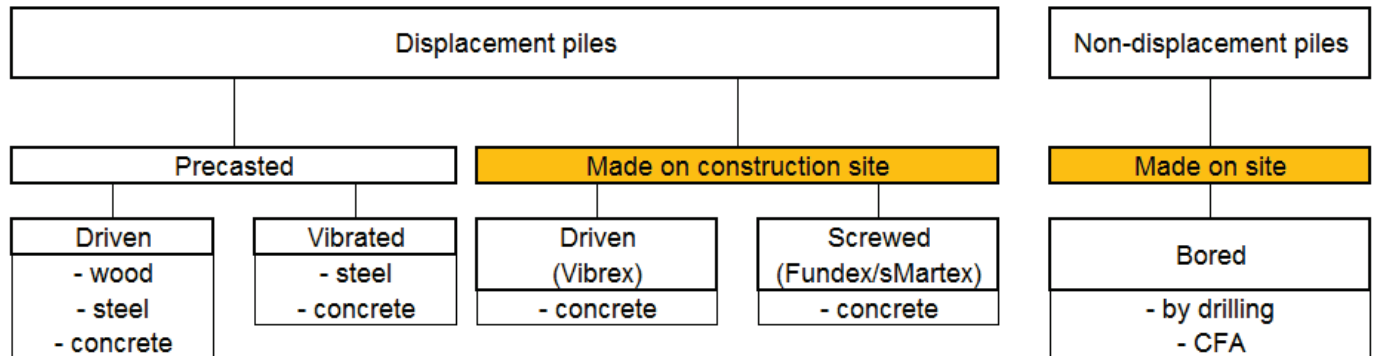 Displacement piles
Non-displacement piles
Precasted
Made on construction site
Made on site
Driven
- wood
- steel
- concrete
Vibrated
- steel
- concrete
Driven
(Vibrex)
- concrete
Screwed
(Fundex/sMartex)
- concrete
Bored
- by drilling
- CFA